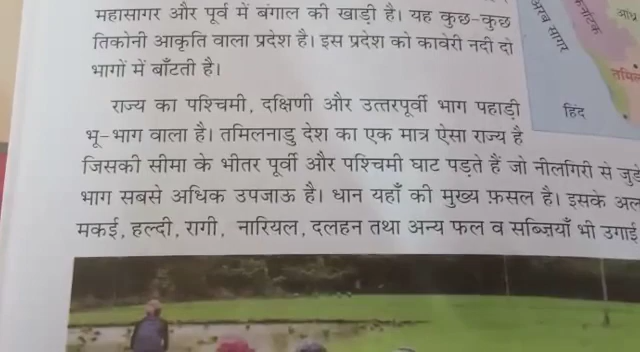 महासागर और पूर्व में बंगाल की खाड़ी है। यह कुछ-कुछ
तिकोनी आकृति वाला प्रदेश है। इस प्रदेश को कावेरी नदी दो
भागों में बाँटती है।
राज्य का पश्चिमी, दक्षिणी और उत्तरपूर्वी भाग पहाड़ी
भू-भाग वाला है। तमिलनाडु देश का एक मात्र ऐसा राज्य है
जिसकी सीमा के भीतर पूर्वी और पश्चिमी घाट पड़ते हैं जो नीलगिरी से
भाग सबसे अधिक उपजाऊ है। धान यहाँ की मुख्य फ़सल है। इसके
मकई, हल्दी, रागी, नारियल, दलहन तथा अन्य फल व सब्ज़ियाँ भी उगाई
अरब सागर
हिंद